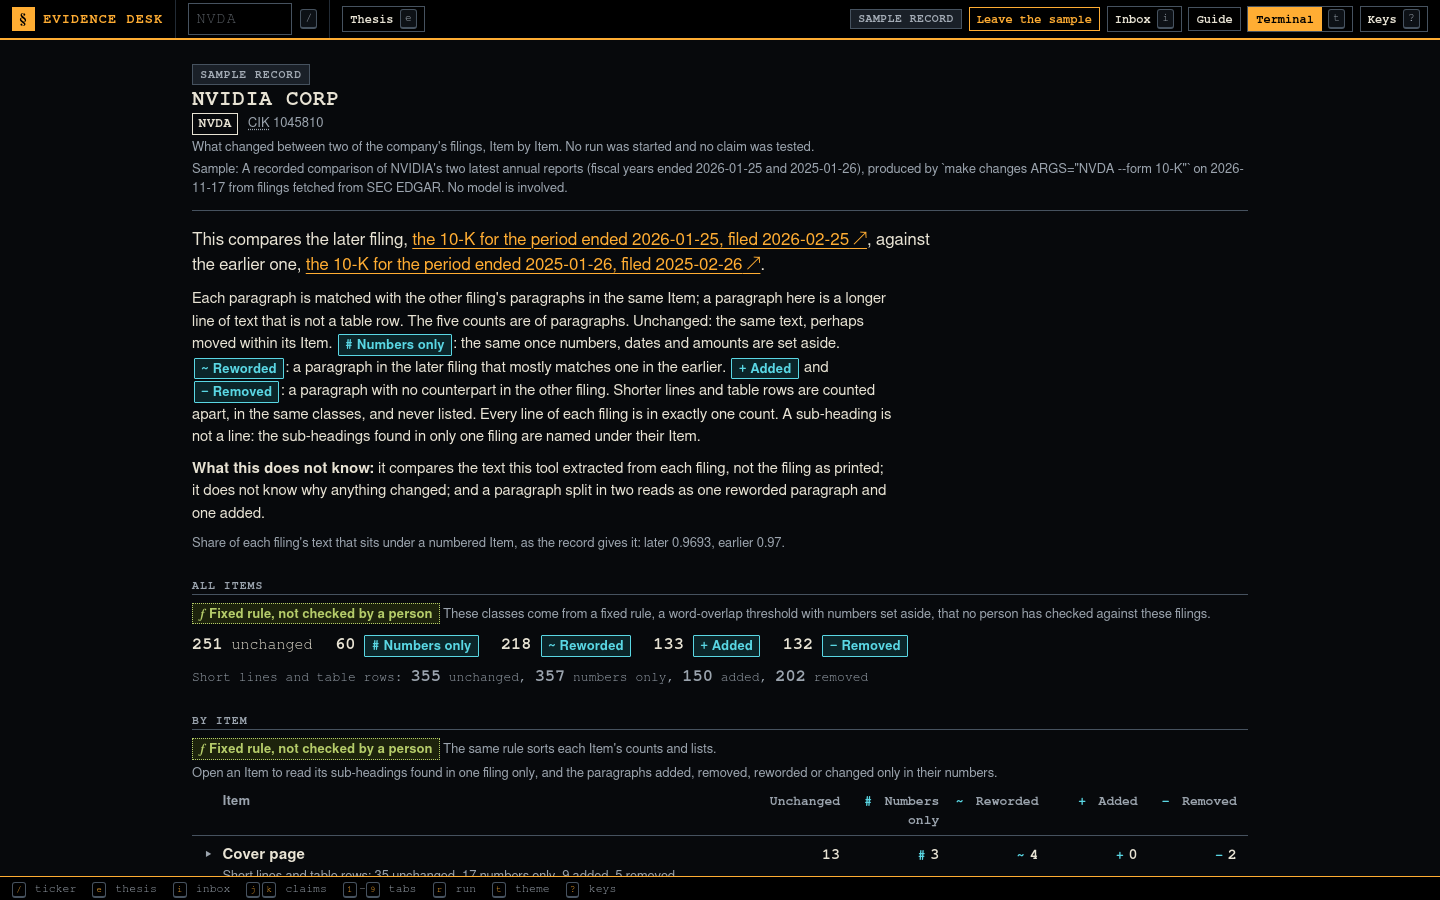 § EVIDENCE DESK NVDA / Thesis e SAMPLE RECORD Leave the sample Inbox i Guide Terminal t Keys ?
SAMPLE RECORD
NVIDIA CORP
NVDA CIK 1045810
What changed between two of the company's filings, Item by Item. No run was started and no claim was tested.
Sample: A recorded comparison of NVIDIA's two latest annual reports (fiscal years ended 2026-01-25 and 2025-01-26), produced by `make changes ARGS="NVDA --form 10-K"` on 2026-
11-17 from filings fetched from SEC EDGAR. No model is involved.
This compares the later filing, the 10-K for the period ended 2026-01-25, filed 2026-02-25 ↗, against
the earlier one, the 10-K for the period ended 2025-01-26, filed 2025-02-26 ↗.
Each paragraph is matched with the other filing's paragraphs in the same Item; a paragraph here is a longer
line of text that is not a table row. The five counts are of paragraphs. Unchanged: the same text, perhaps
moved within its Item. # Numbers only : the same once numbers, dates and amounts are set aside.
~ Reworded : a paragraph in the later filing that mostly matches one in the earlier. + Added and
− Removed : a paragraph with no counterpart in the other filing. Shorter lines and table rows are counted
apart, in the same classes, and never listed. Every line of each filing is in exactly one count. A sub-heading is
not a line: the sub-headings found in only one filing are named under their Item.
What this does not know: it compares the text this tool extracted from each filing, not the filing as printed;
it does not know why anything changed; and a paragraph split in two reads as one reworded paragraph and
one added.
Share of each filing's text that sits under a numbered Item, as the record gives it: later 0.9693, earlier 0.97.
ALL ITEMS
ƒ Fixed rule, not checked by a person These classes come from a fixed rule, a word-overlap threshold with numbers set aside, that no person has checked against these filings.
251 unchanged 60 # Numbers only 218 ~ Reworded 133 + Added 132 − Removed
Short lines and table rows: 355 unchanged, 357 numbers only, 150 added, 202 removed
BY ITEM
ƒ Fixed rule, not checked by a person The same rule sorts each Item's counts and lists.
Open an Item to read its sub-headings found in one filing only, and the paragraphs added, removed, reworded or changed only in their numbers.
Item Unchanged # Numbers only ~ Reworded + Added − Removed
▸ Cover page 13 # 3 ~ 4 + 0 − 2
Short lines and table rows: 35 unchanged, 17 numbers only, 9 added, 5 removed
/ ticker e thesis i inbox j k claims 1-9 tabs r run t theme ? keys